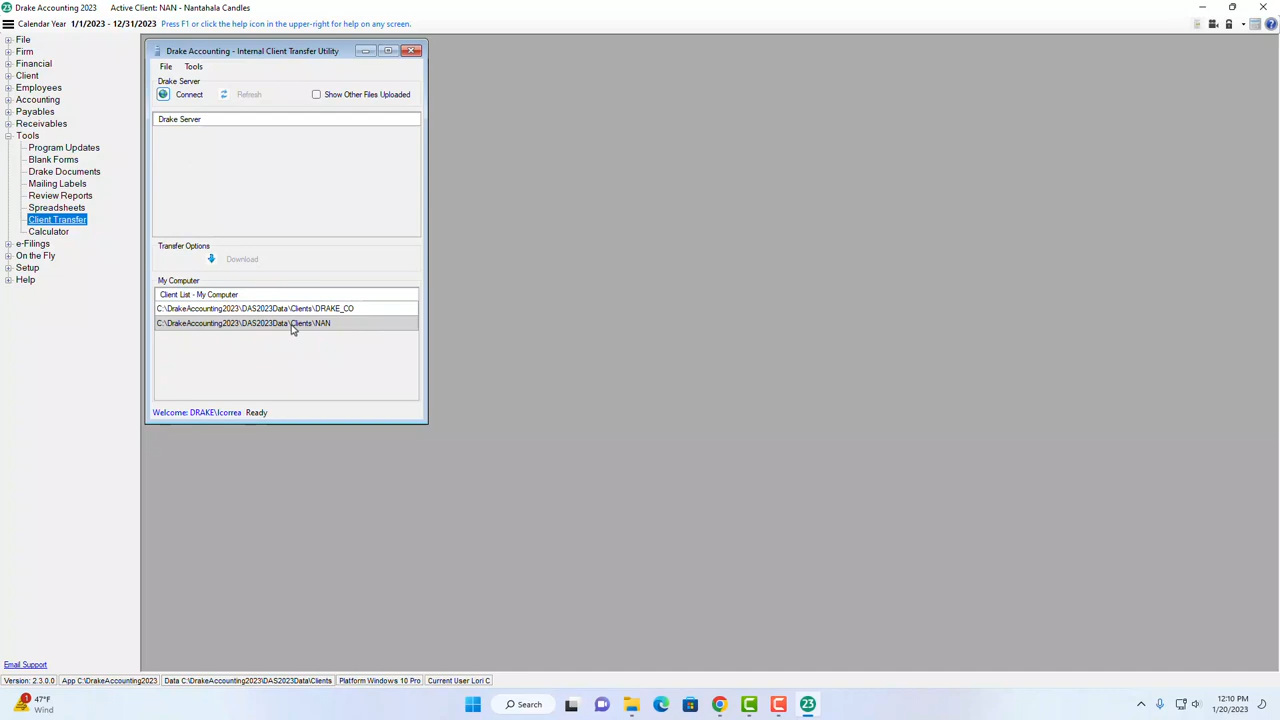 Drake Accounting 2023 Active Client: NAN - Nantahala Candles
Calendar Year 1/1/2023 - 12/31/2023 Press F1 or click the help icon in the upper-right for help on any screen.
File
Firm
Financial
Client
Employees
Accounting
Payables
Receivables
Tools
Program Updates
Blank Forms
Drake Documents
Mailing Labels
Review Reports
Spreadsheets
Client Transfer
Calculator
e-Filings
On the Fly
Setup
Help
Email Support
Drake Accounting - Internal Client Transfer Utility
File Tools
Drake Server
Connect Refresh Show Other Files Uploaded
Drake Server
Transfer Options
Download
My Computer
Client List - My Computer
C:\DrakeAccounting2023\DAS2023Data\Clients\DRAKE_CO
C:\DrakeAccounting2023\DAS2023Data\Clients\NAN
Welcome: DRAKE\lcorrea Ready
Version: 2.3.0.0 App C:\DrakeAccounting2023 Data C:\DrakeAccounting2023\DAS2023Data\Clients Platform Windows 10 Pro Current User Lori C
1
47°F
Wind
Search
23
12:10 PM
1/20/2023